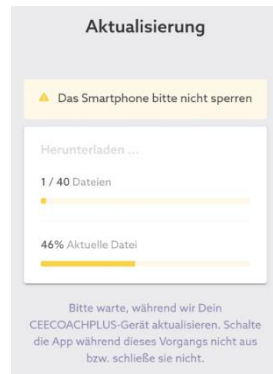 Aktualisierung
Das Smartphone bitte nicht sperren
Herunterladen ...
1 / 40 Dateien
46% Aktuelle Datei
Bitte warte, während wir Dein
CEECOACHPLUS-Gerät aktualisieren. Schalte
die App während dieses Vorgangs nicht aus
bzw. schließe sie nicht.